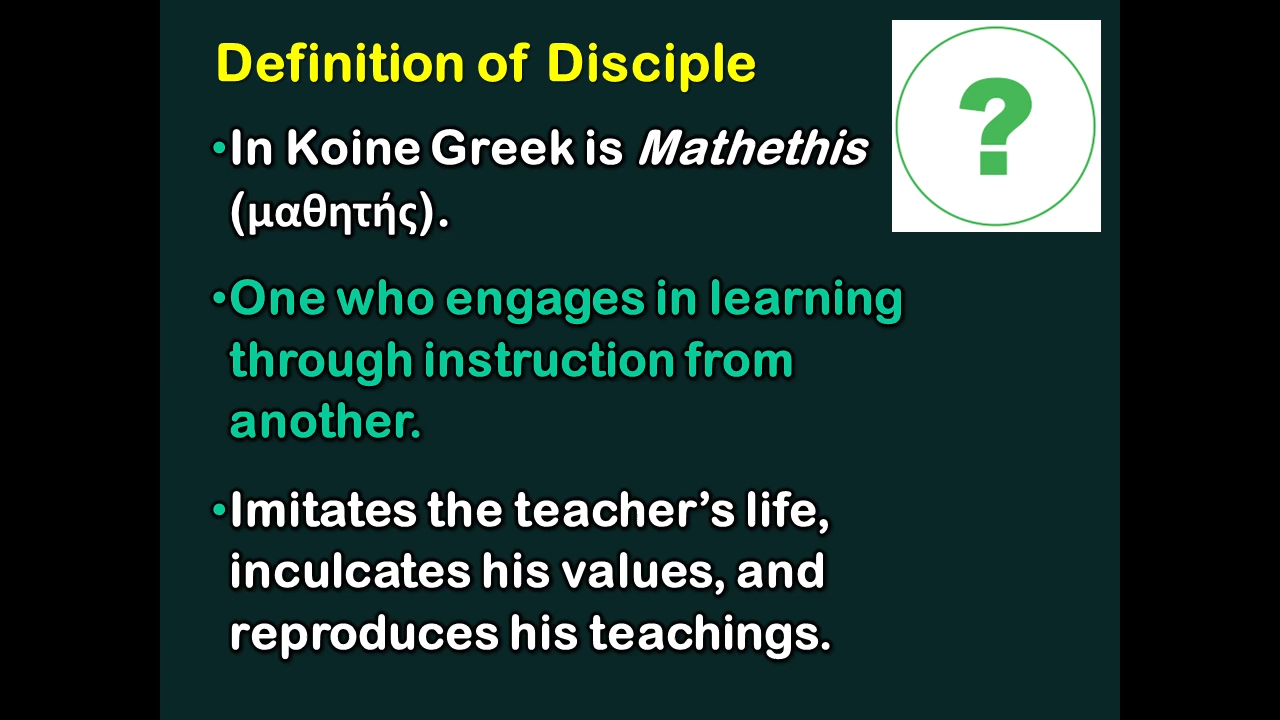 Definition of Disciple
•In Koine Greek is Mathethis
(μαθητής).
•One who engages in learning
through instruction from
another.
•Imitates the teacher’s life,
inculcates his values, and
reproduces his teachings.
?